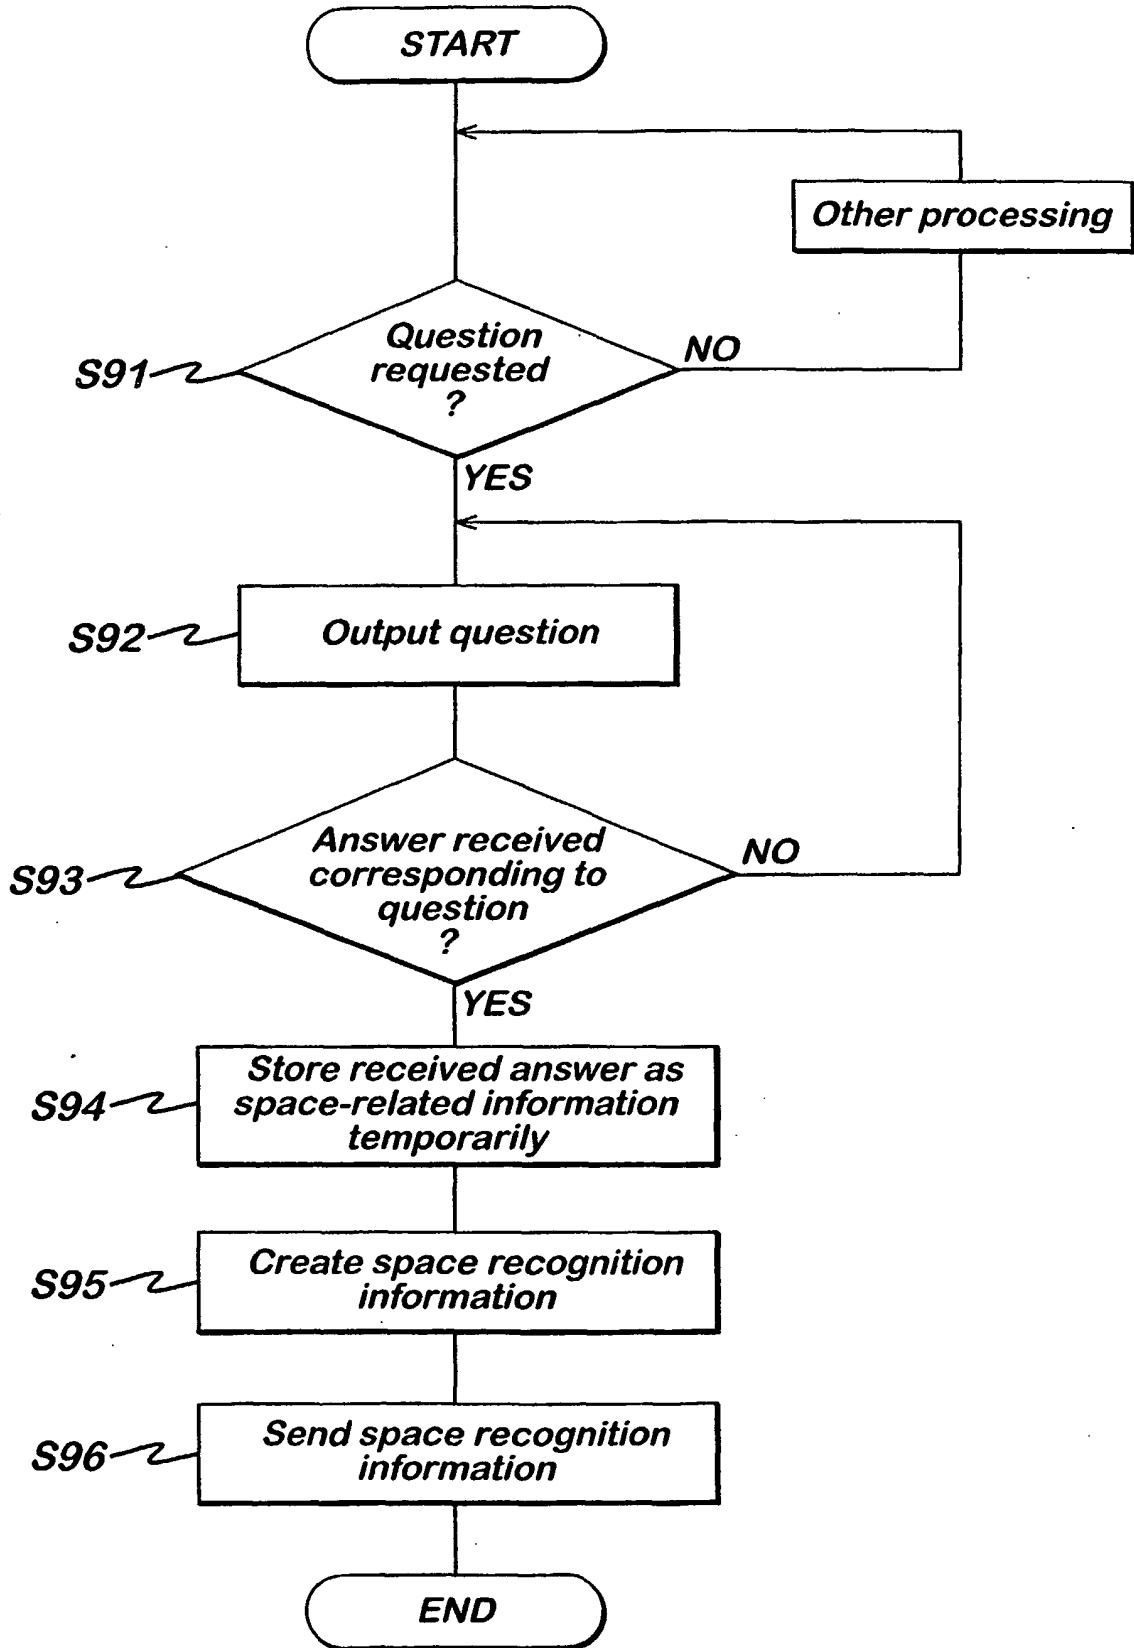 START
Other processing
Question
requested
?
S91
NO
YES
S92
Output question
Answer received
corresponding to
question
?
S93
NO
YES
S94
Store received answer as
space-related information
temporarily
S95
Create space recognition
information
S96
Send space recognition
information
END